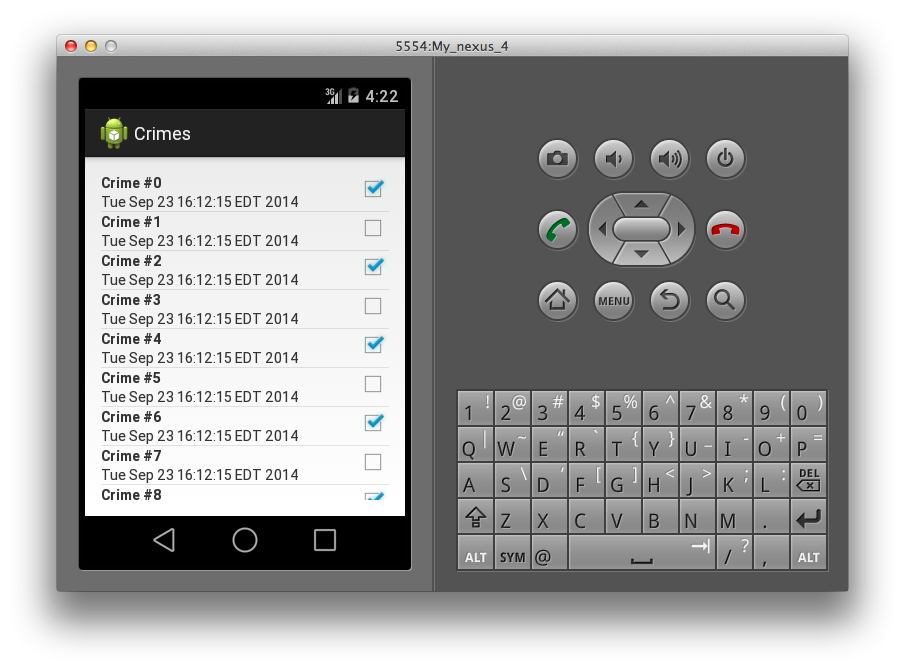 5554:My_nexus_4
3G 4:22
Crimes
Crime #0
Tue Sep 23 16:12:15 EDT 2014
Crime #1
Tue Sep 23 16:12:15 EDT 2014
Crime #2
Tue Sep 23 16:12:15 EDT 2014
Crime #3
Tue Sep 23 16:12:15 EDT 2014
Crime #4
Tue Sep 23 16:12:15 EDT 2014
Crime #5
Tue Sep 23 16:12:15 EDT 2014
Crime #6
Tue Sep 23 16:12:15 EDT 2014
Crime #7
Tue Sep 23 16:12:15 EDT 2014
Crime #8
MENU
1 ! 2 @ 3 # 4 $ 5 % 6 ^ 7 & 8 * 9 ( 0 )
Q | W ~ E “ R ` T { Y } U _ I - O + P =
A S \ D ‘ F [ G ] H < J > K ; L : DEL
Z X C V B N M .
ALT SYM @ / ? , ALT